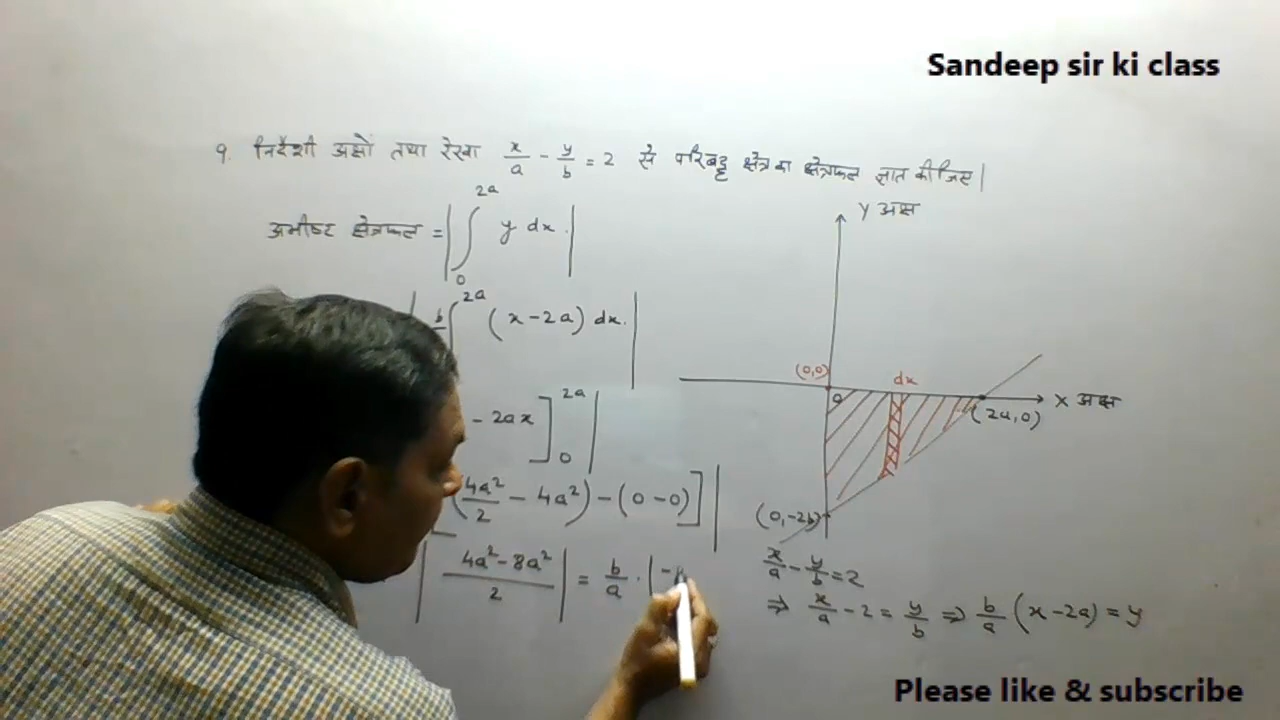 Sandeep sir ki class
9. निर्देशी अक्षों तथा रेखा x/a - y/b = 2 से परिबद्ध क्षेत्र का क्षेत्रफल ज्ञात कीजिए।
अभीष्ट क्षेत्रफल = |∫₀^2a y dx.|
| b ∫ ^2a (x - 2a) dx. |
- 2ax ]₀^2a |
(4a²/2 - 4a²) - (0 - 0) ] |
| (4a² - 8a²)/2 | = b/a · | -
Y अक्ष
(0,0)
dx
X अक्ष
(2a,0)
(0,-2b)
x/a - y/b = 2
⇒ x/a - 2 = y/b ⇒ b/a (x - 2a) = y
Please like & subscribe